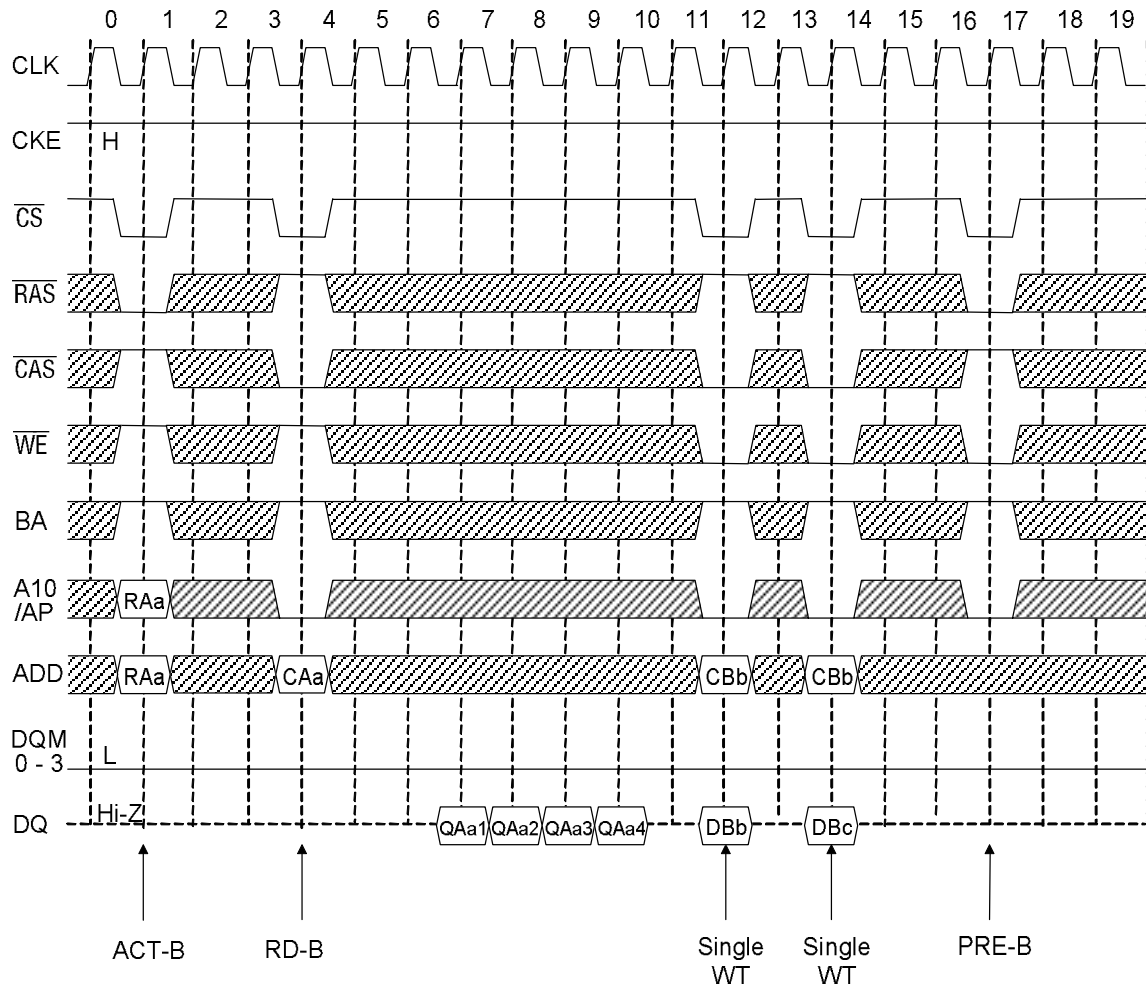 0 1 2 3 4 5 6 7 8 9 10 11 12 13 14 15 16 17 18 19
CLK
CKE H
CS
RAS
CAS
WE
BA
A10
/AP RAa
ADD RAa CAa CBb CBb
DQM
0 - 3 L
Hi-Z
DQ QAa1 QAa2 QAa3 QAa4 DBb DBc
ACT-B RD-B Single WT Single WT PRE-B